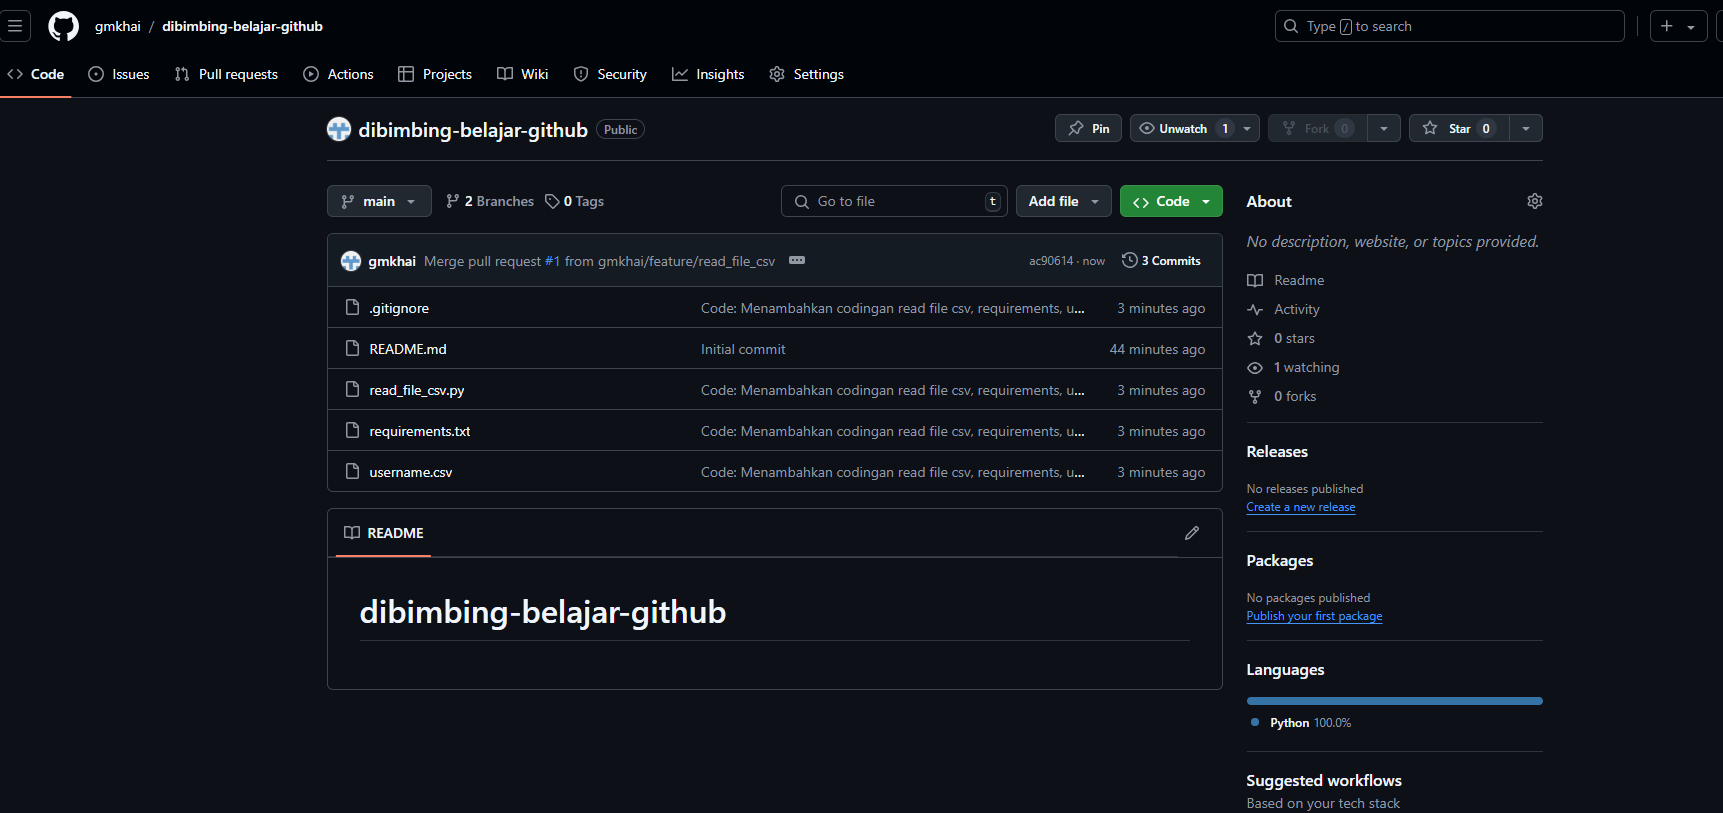 gmkhai / dibimbing-belajar-github
Type / to search
Code Issues Pull requests Actions Projects Wiki Security Insights Settings
dibimbing-belajar-github Public
Pin Unwatch 1 Fork 0 Star 0
main 2 Branches 0 Tags
Go to file t Add file Code
gmkhai Merge pull request #1 from gmkhai/feature/read_file_csv ac90614 · now 3 Commits
.gitignore Code: Menambahkan codingan read file csv, requirements, u... 3 minutes ago
README.md Initial commit 44 minutes ago
read_file_csv.py Code: Menambahkan codingan read file csv, requirements, u... 3 minutes ago
requirements.txt Code: Menambahkan codingan read file csv, requirements, u... 3 minutes ago
username.csv Code: Menambahkan codingan read file csv, requirements, u... 3 minutes ago
README
dibimbing-belajar-github
About
No description, website, or topics provided.
Readme
Activity
0 stars
1 watching
0 forks
Releases
No releases published
Create a new release
Packages
No packages published
Publish your first package
Languages
Python 100.0%
Suggested workflows
Based on your tech stack